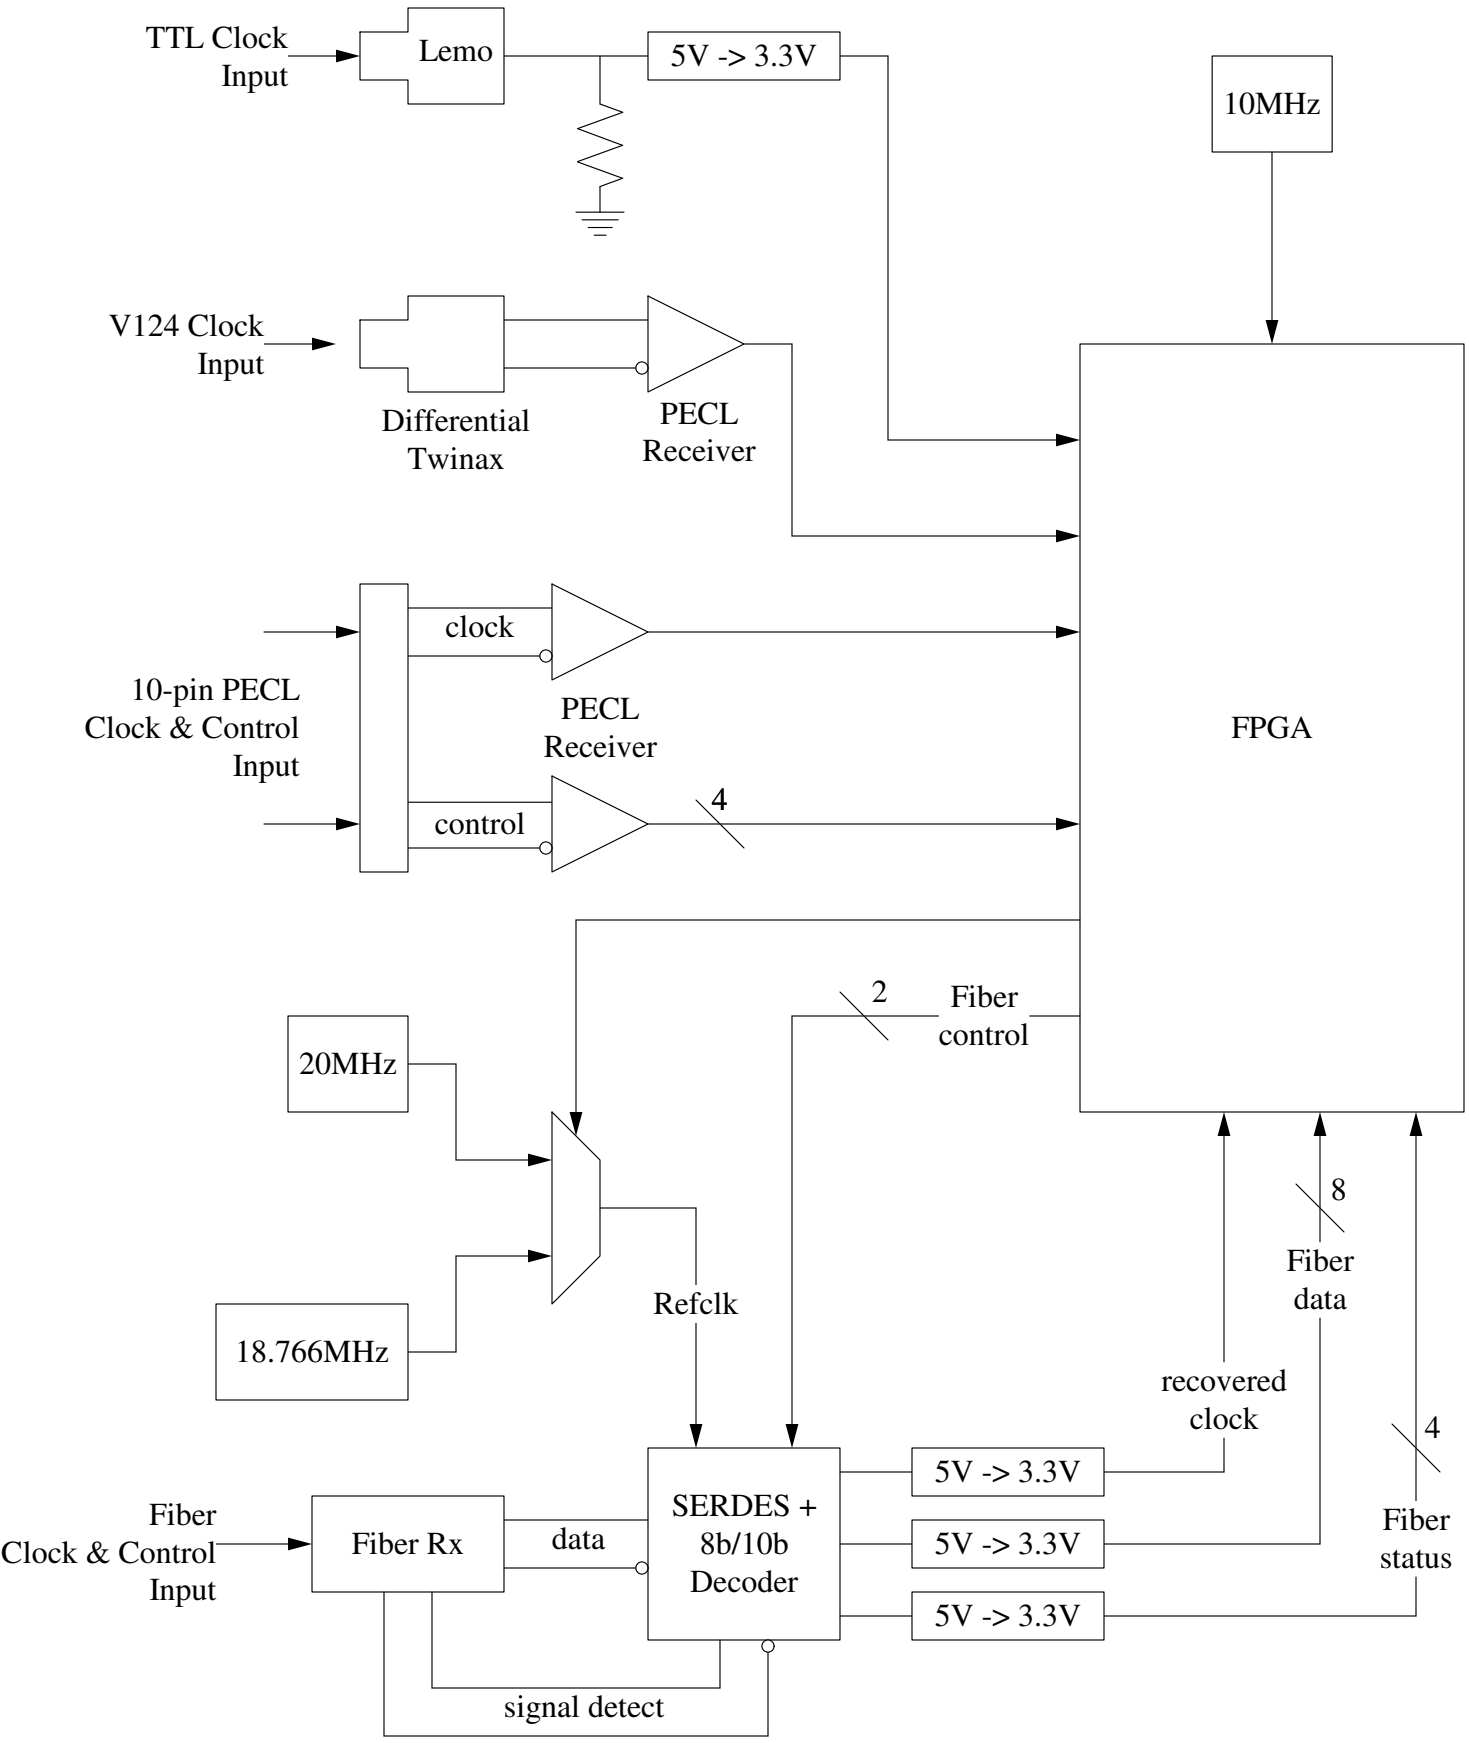 TTL Clock
Input
Lemo
5V -> 3.3V
10MHz
V124 Clock
Input
Differential
Twinax
PECL
Receiver
clock
10-pin PECL
Clock & Control
Input
PECL
Receiver
control
4
FPGA
2
Fiber
control
20MHz
18.766MHz
Refclk
8
Fiber
data
recovered
clock
4
Fiber
status
Fiber
Clock & Control
Input
Fiber Rx
data
SERDES +
8b/10b
Decoder
5V -> 3.3V
5V -> 3.3V
5V -> 3.3V
signal detect